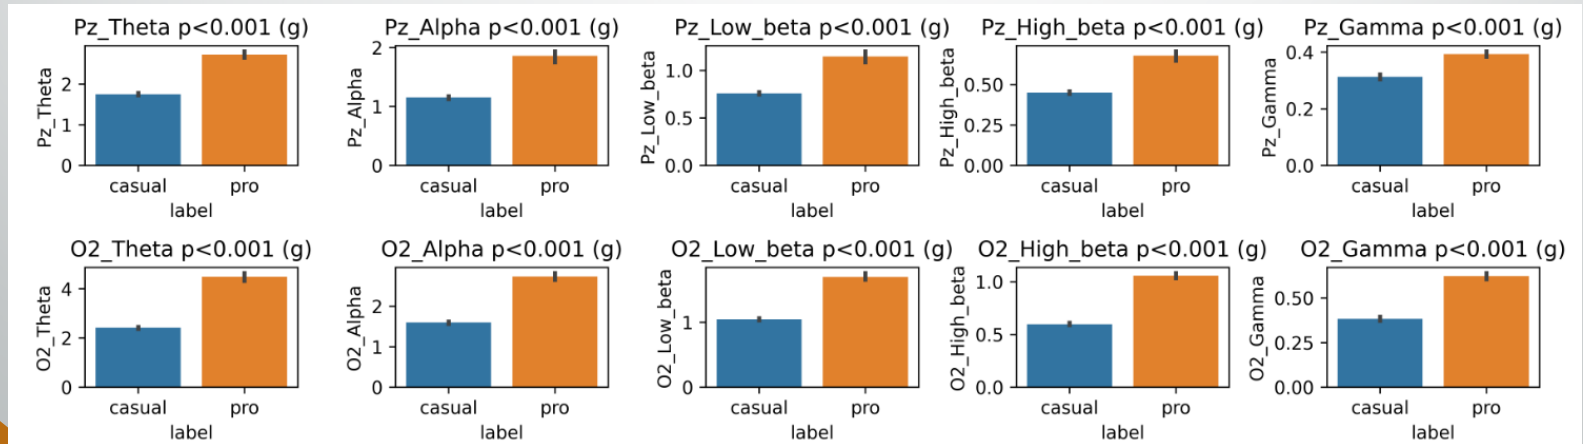 Pz_Theta p<0.001 (g)
Pz_Theta
2
1
0
casual pro
label
Pz_Alpha p<0.001 (g)
Pz_Alpha
2
1
0
casual pro
label
Pz_Low_beta p<0.001 (g)
Pz_Low_beta
1.0
0.5
0.0
casual pro
label
Pz_High_beta p<0.001 (g)
Pz_High_beta
0.50
0.25
0.00
casual pro
label
Pz_Gamma p<0.001 (g)
Pz_Gamma
0.4
0.2
0.0
casual pro
label
O2_Theta p<0.001 (g)
O2_Theta
4
2
0
casual pro
label
O2_Alpha p<0.001 (g)
O2_Alpha
2
1
0
casual pro
label
O2_Low_beta p<0.001 (g)
O2_Low_beta
1
0
casual pro
label
O2_High_beta p<0.001 (g)
O2_High_beta
1.0
0.5
0.0
casual pro
label
O2_Gamma p<0.001 (g)
O2_Gamma
0.50
0.25
0.00
casual pro
label